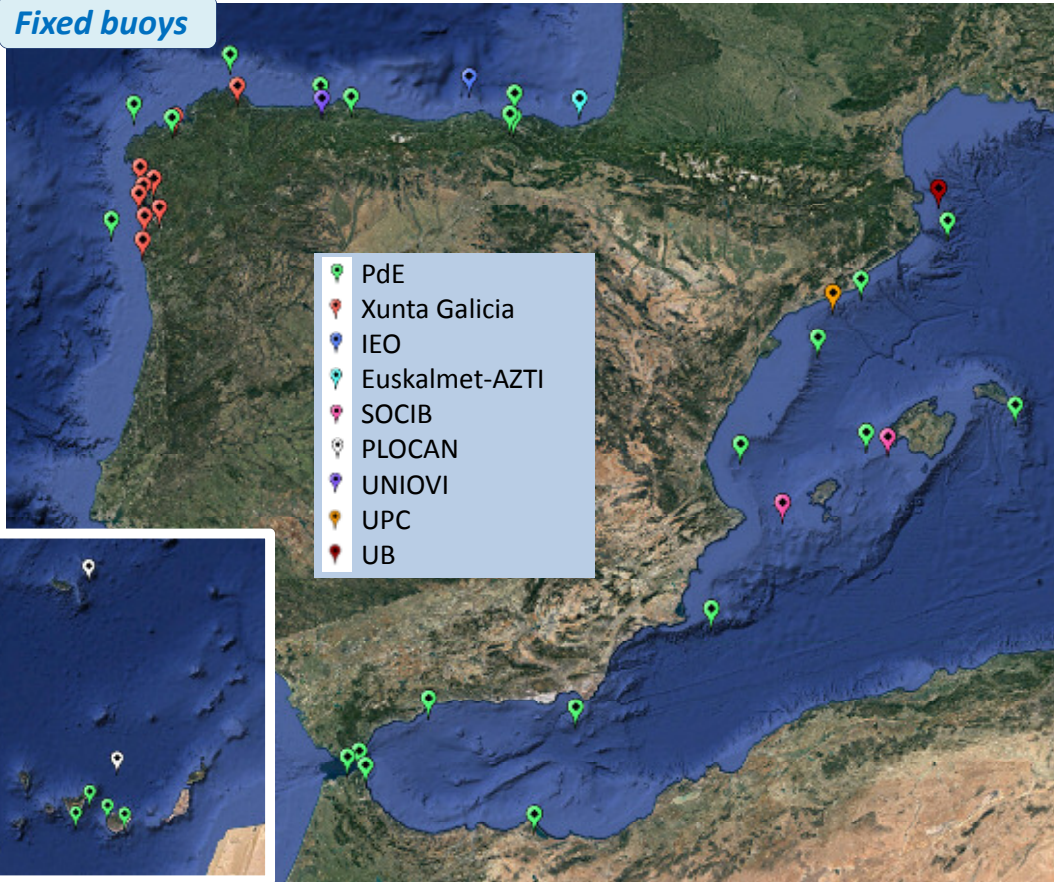 Fixed buoys
PdE
Xunta Galicia
IEO
Euskalmet-AZTI
SOCIB
PLOCAN
UNIOVI
UPC
UB